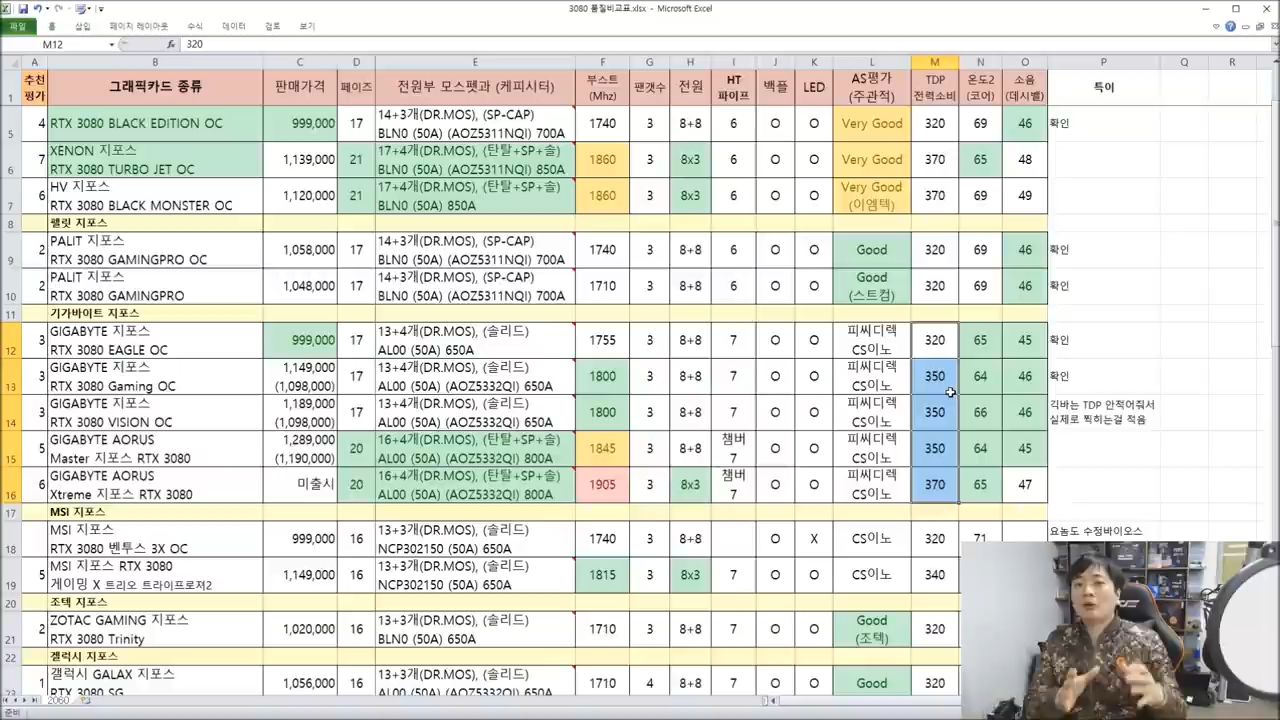 3080 품질비교표.xlsx - Microsoft Excel
파일 홈 삽입 페이지 레이아웃 수식 데이터 검토 보기
M12 fx 320
A B C D E F G H I J K L M N O P Q R
1 추천평가 그래픽카드 종류 판매가격 페이즈 전원부 모스펫과 (케피시터) 부스트 (Mhz) 팬갯수 전원 HT 파이프 백플 LED AS평가 (주관적) TDP 전력소비 온도2 (코어) 소음 (데시벨) 특이
5 4 RTX 3080 BLACK EDITION OC 999,000 17 14+3개(DR.MOS), (SP-CAP) BLN0 (50A) (AOZ5311NQI) 700A 1740 3 8+8 6 O O Very Good 320 69 46 확인
6 7 XENON 지포스 RTX 3080 TURBO JET OC 1,139,000 21 17+4개(DR.MOS), (탄탈+SP+솔) BLN0 (50A) (AOZ5311NQI) 850A 1860 3 8x3 6 O O Very Good 370 65 48
7 6 HV 지포스 RTX 3080 BLACK MONSTER OC 1,120,000 21 17+4개(DR.MOS), (탄탈+SP+솔) BLN0 (50A) 850A 1860 3 8x3 6 O O Very Good (이엠텍) 370 69 49
8 팰릿 지포스
9 2 PALIT 지포스 RTX 3080 GAMINGPRO OC 1,058,000 17 14+3개(DR.MOS), (SP-CAP) BLN0 (50A) (AOZ5311NQI) 700A 1740 3 8+8 6 O O Good 320 69 46 확인
10 2 PALIT 지포스 RTX 3080 GAMINGPRO 1,048,000 17 14+3개(DR.MOS), (SP-CAP) BLN0 (50A) (AOZ5311NQI) 700A 1710 3 8+8 6 O O Good (스트컴) 320 69 46 확인
11 기가바이트 지포스
12 3 GIGABYTE 지포스 RTX 3080 EAGLE OC 999,000 17 13+4개(DR.MOS), (솔리드) AL00 (50A) 650A 1755 3 8+8 7 O O 피씨디렉 CS이노 320 65 45 확인
13 3 GIGABYTE 지포스 RTX 3080 Gaming OC 1,149,000 (1,098,000) 17 13+4개(DR.MOS), (솔리드) AL00 (50A) (AOZ5332QI) 650A 1800 3 8+8 7 O O 피씨디렉 CS이노 350 64 46 확인
14 3 GIGABYTE 지포스 RTX 3080 VISION OC 1,189,000 (1,098,000) 17 13+4개(DR.MOS), (솔리드) AL00 (50A) (AOZ5332QI) 650A 1800 3 8+8 7 O O 피씨디렉 CS이노 350 66 46 긱바는 TDP 안적어줘서 실제로 찍히는걸 적음
15 5 GIGABYTE AORUS Master 지포스 RTX 3080 1,289,000 (1,190,000) 20 16+4개(DR.MOS), (탄탈+SP+솔) AL00 (50A) (AOZ5332QI) 800A 1845 3 8+8 챔버 7 O O 피씨디렉 CS이노 350 64 45
16 6 GIGABYTE AORUS Xtreme 지포스 RTX 3080 미출시 20 16+4개(DR.MOS), (탄탈+SP+솔) AL00 (50A) (AOZ5332QI) 800A 1905 3 8x3 챔버 7 O O 피씨디렉 CS이노 370 65 47
17 MSI 지포스
18 MSI 지포스 RTX 3080 벤투스 3X OC 999,000 16 13+3개(DR.MOS), (솔리드) NCP302150 (50A) 650A 1740 3 8+8 O X CS이노 320 71 요놈도 수정바이오스
19 5 MSI 지포스 RTX 3080 게이밍 X 트리오 트라이프로져2 1,149,000 16 13+3개(DR.MOS), (솔리드) NCP302150 (50A) 650A 1815 3 8x3 7 O O CS이노 340
20 조텍 지포스
21 2 ZOTAC GAMING 지포스 RTX 3080 Trinity 1,020,000 16 13+3개(DR.MOS), (솔리드) BLN0 (50A) 650A 1710 3 8+8 7 O O Good (조텍) 320
22 겔럭시 지포스
23 1 갤럭시 GALAX 지포스 RTX 3080 SG 1,056,000 16 13+3개(DR.MOS), (솔리드) AL00 (50A) (AOZ5332QI) 650A 1710 4 8+8 7 O O Good 320
2060
준비